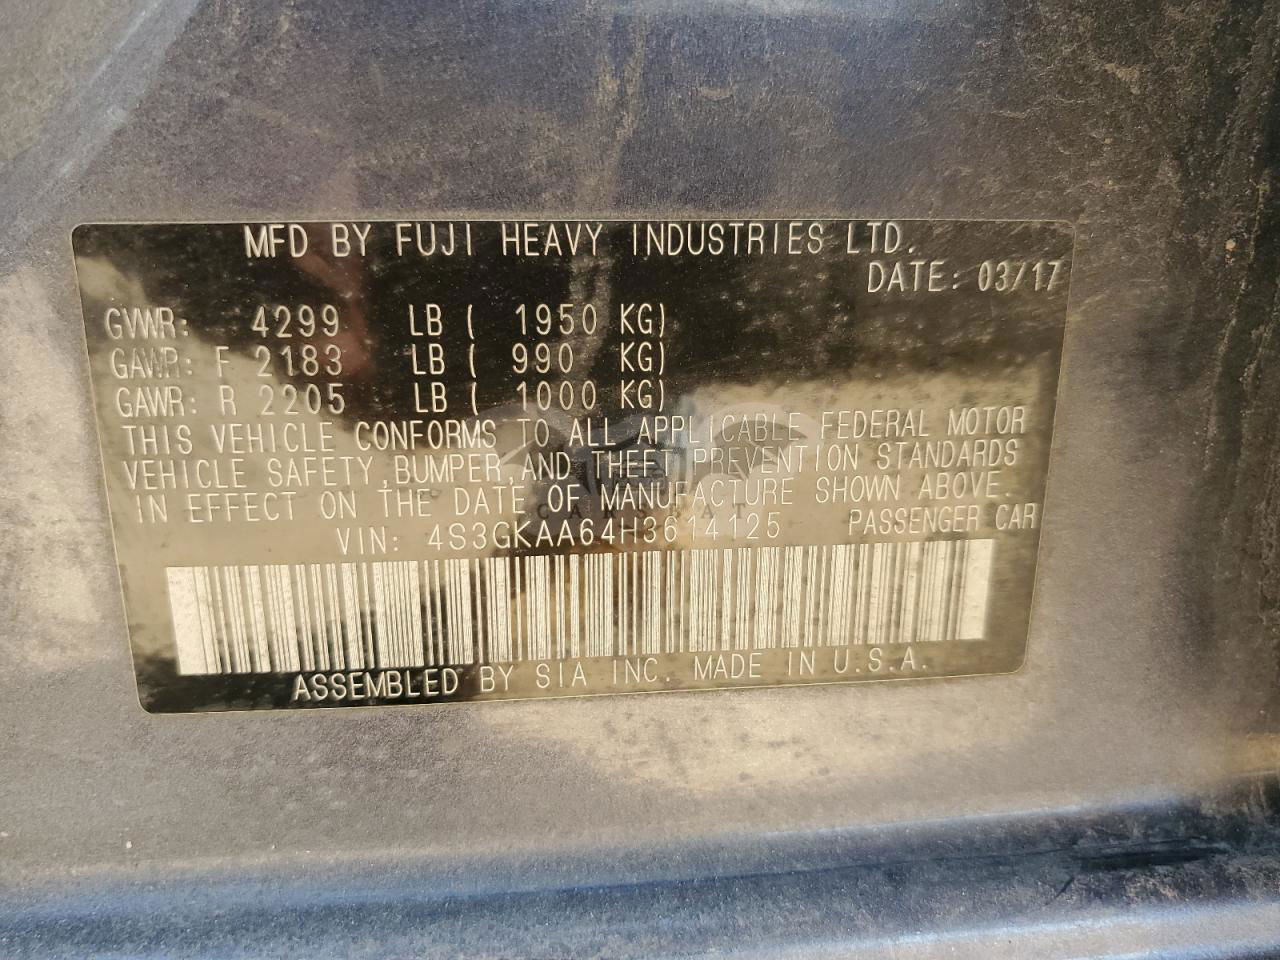 MFD BY FUJI HEAVY INDUSTRIES LTD.
DATE: 03/17
GVWR: 4299 LB ( 1950 KG)
GAWR: F 2183 LB ( 990 KG)
GAWR: R 2205 LB ( 1000 KG)
THIS VEHICLE CONFORMS TO ALL APPLICABLE FEDERAL MOTOR
VEHICLE SAFETY, BUMPER, AND THEFT PREVENTION STANDARDS
IN EFFECT ON THE DATE OF MANUFACTURE SHOWN ABOVE.
VIN: 4S3GKAA64H3614125 PASSENGER CAR
ASSEMBLED BY SIA INC. MADE IN U.S.A.